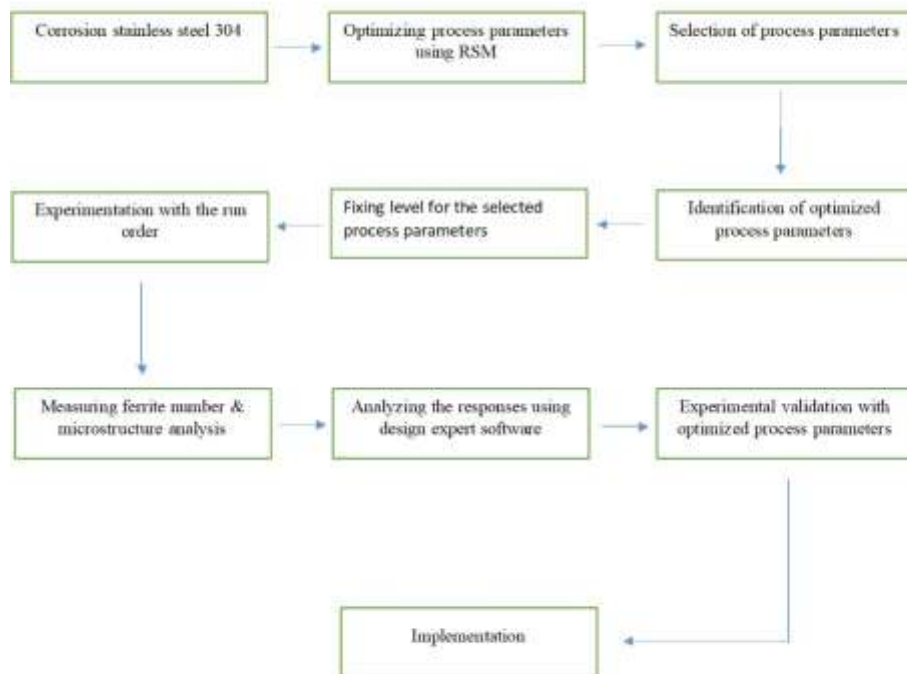 Corrosion stainless steel 304
Optimizing process parameters
using RSM
Selection of process parameters
Identification of optimized
process parameters
Fixing level for the selected
process parameters
Experimentation with the run
order
Measuring ferrite number &
microstructure analysis
Analyzing the responses using
design expert software
Experimental validation with
optimized process parameters
Implementation